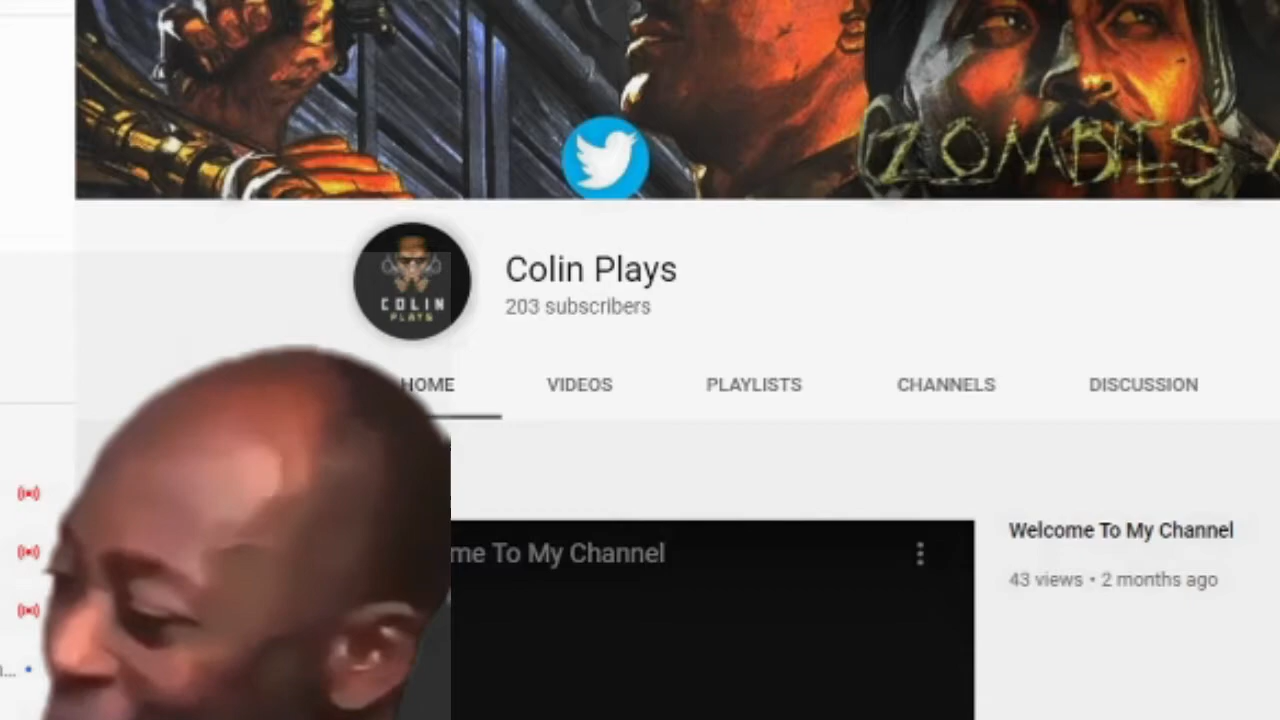 ZOMBIES
COLIN
PLAYS
Colin Plays
203 subscribers
HOME
VIDEOS
PLAYLISTS
CHANNELS
DISCUSSION
me To My Channel
Welcome To My Channel
43 views • 2 months ago